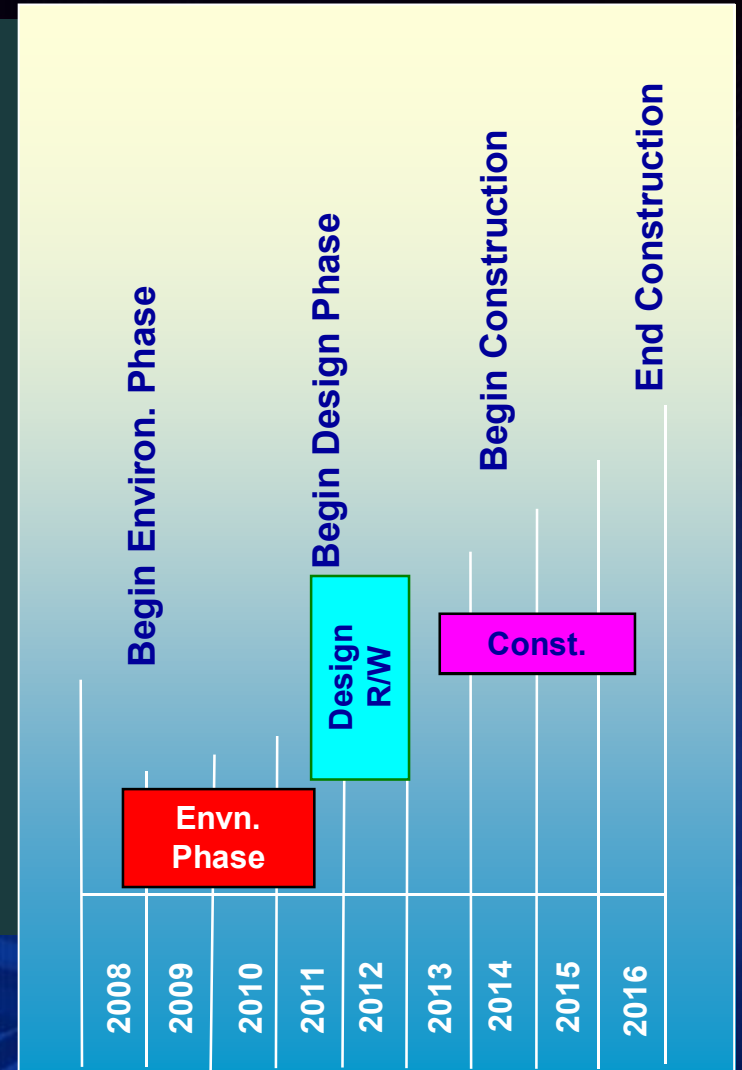 Begin Environ. Phase
Begin Design Phase
Begin Construction
End Construction
Envn.
Phase
Design
R/W
Const.
2008
2009
2010
2011
2012
2013
2014
2015
2016